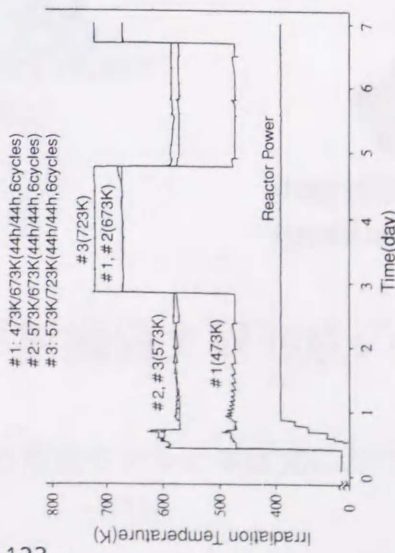 # 1: 473K/673K(44h/44h,6cycles)
# 2: 573K/673K(44h/44h,6cycles)
# 3: 573K/723K(44h/44h,6cycles)
# 3(723K)
# 1, # 2(673K)
# 2, # 3(573K)
# 1(473K)
Reactor Power
Irradiation Temperature(K)
800
700
600
500
400
300
0
0 1 2 3 4 5 6 7
Time(day)